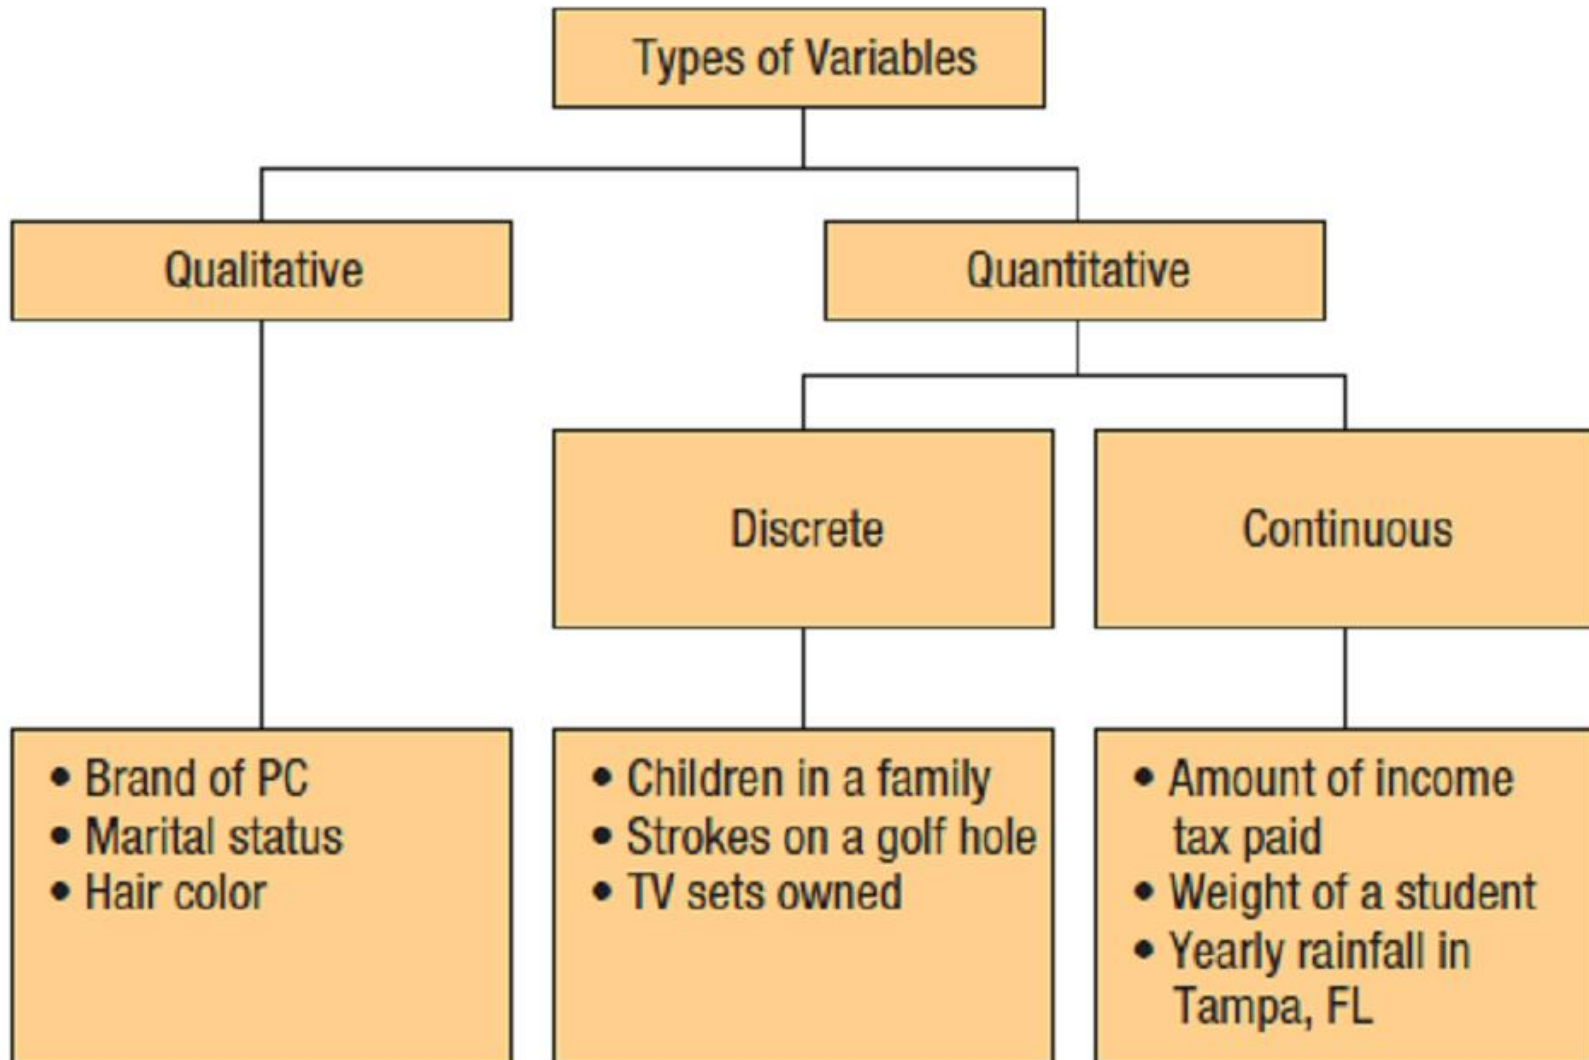 Types of Variables
Qualitative
Quantitative
Discrete
Continuous
• Brand of PC
• Marital status
• Hair color
• Children in a family
• Strokes on a golf hole
• TV sets owned
• Amount of income
tax paid
• Weight of a student
• Yearly rainfall in
Tampa, FL